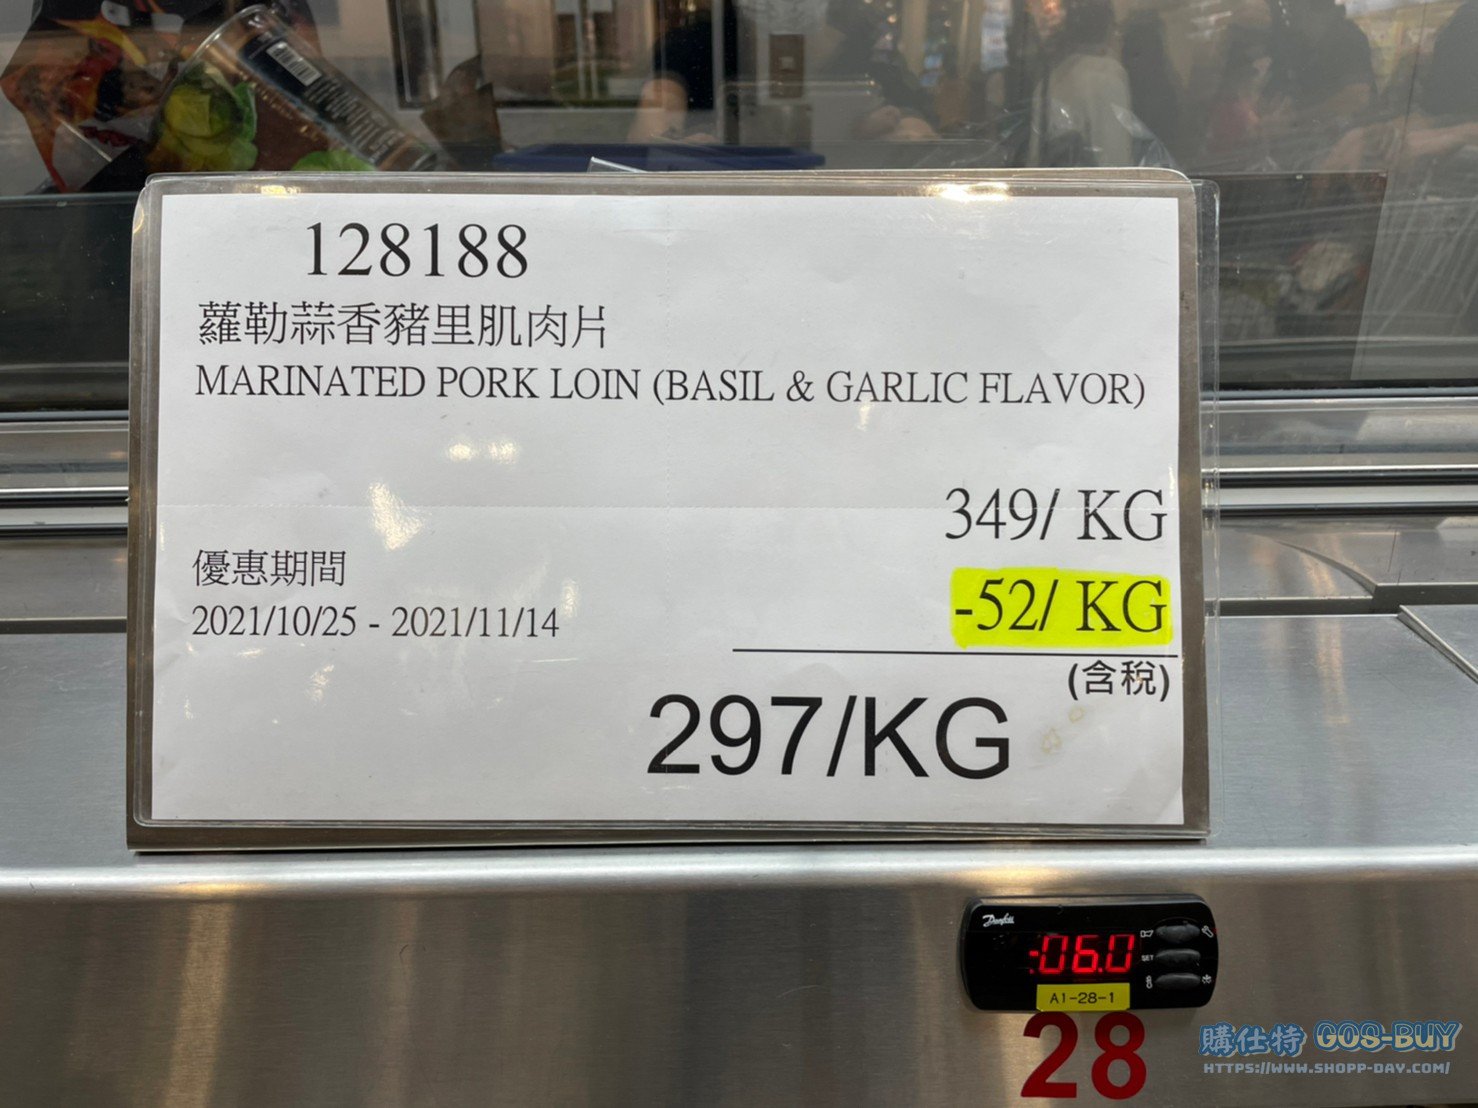 128188
蘿勒蒜香豬里肌肉片
MARINATED PORK LOIN (BASIL & GARLIC FLAVOR)
349/ KG
優惠期間
-52/ KG
2021/10/25 - 2021/11/14
(含稅)
297/KG
Danfoss
-06.0
SET
A1-28-1
28
購仕特 GOS-BUY
HTTPS://WWW.SHOPP-DAY.COM/